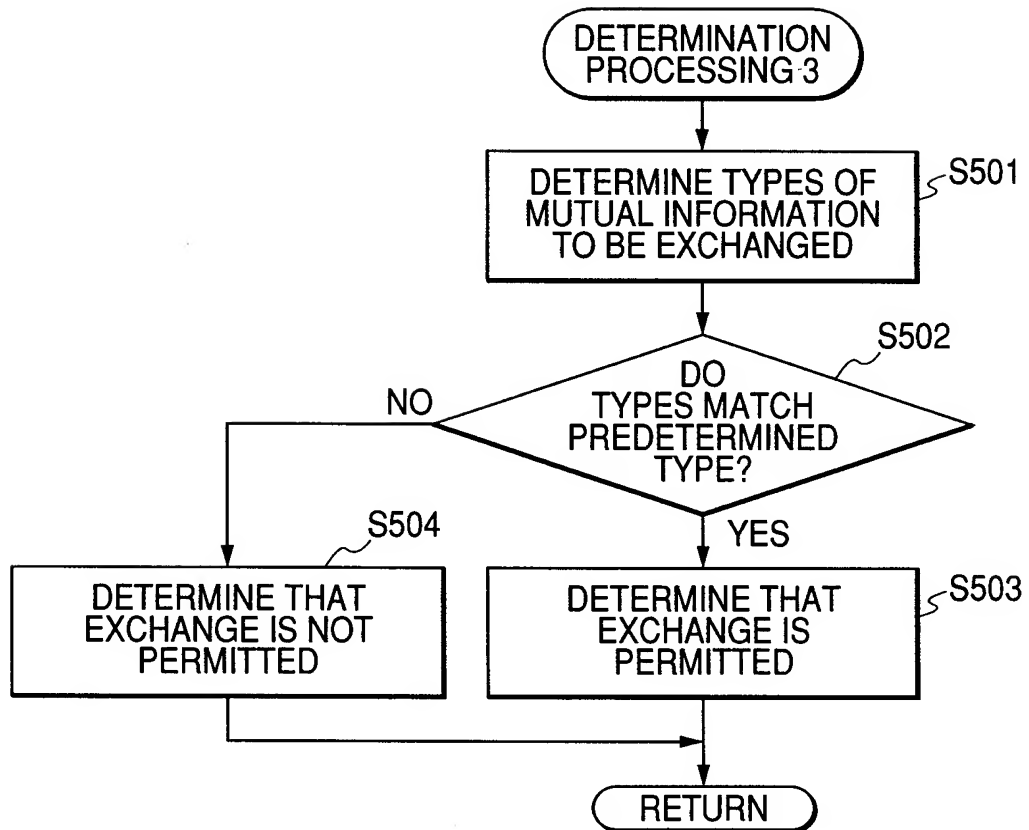 DETERMINATION
PROCESSING 3
DETERMINE TYPES OF
MUTUAL INFORMATION
TO BE EXCHANGED
S501
DO
TYPES MATCH
PREDETERMINED
TYPE?
S502
NO
YES
S504
DETERMINE THAT
EXCHANGE IS NOT
PERMITTED
DETERMINE THAT
EXCHANGE IS
PERMITTED
S503
RETURN